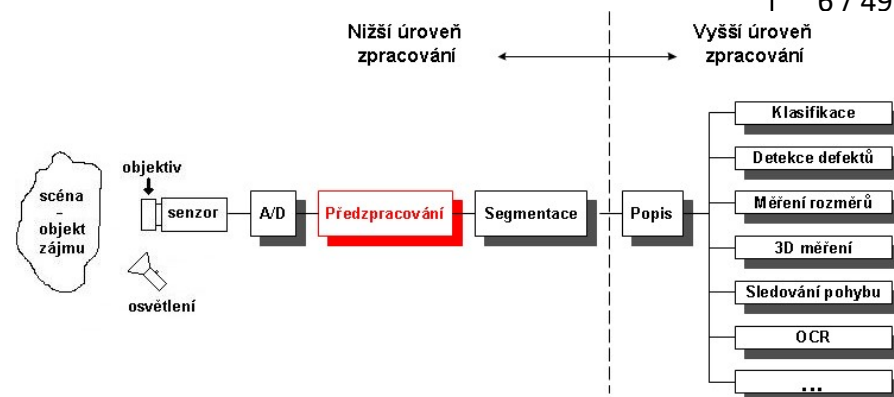 6 / 49
Nižší úroveň
zpracování
Vyšší úroveň
zpracování
scéna
–
objekt
zájmu
objektiv
senzor
osvětlení
A/D
Předzpracování
Segmentace
Popis
Klasifikace
Detekce defektů
Měření rozměrů
3D měření
Sledování pohybu
OCR
...